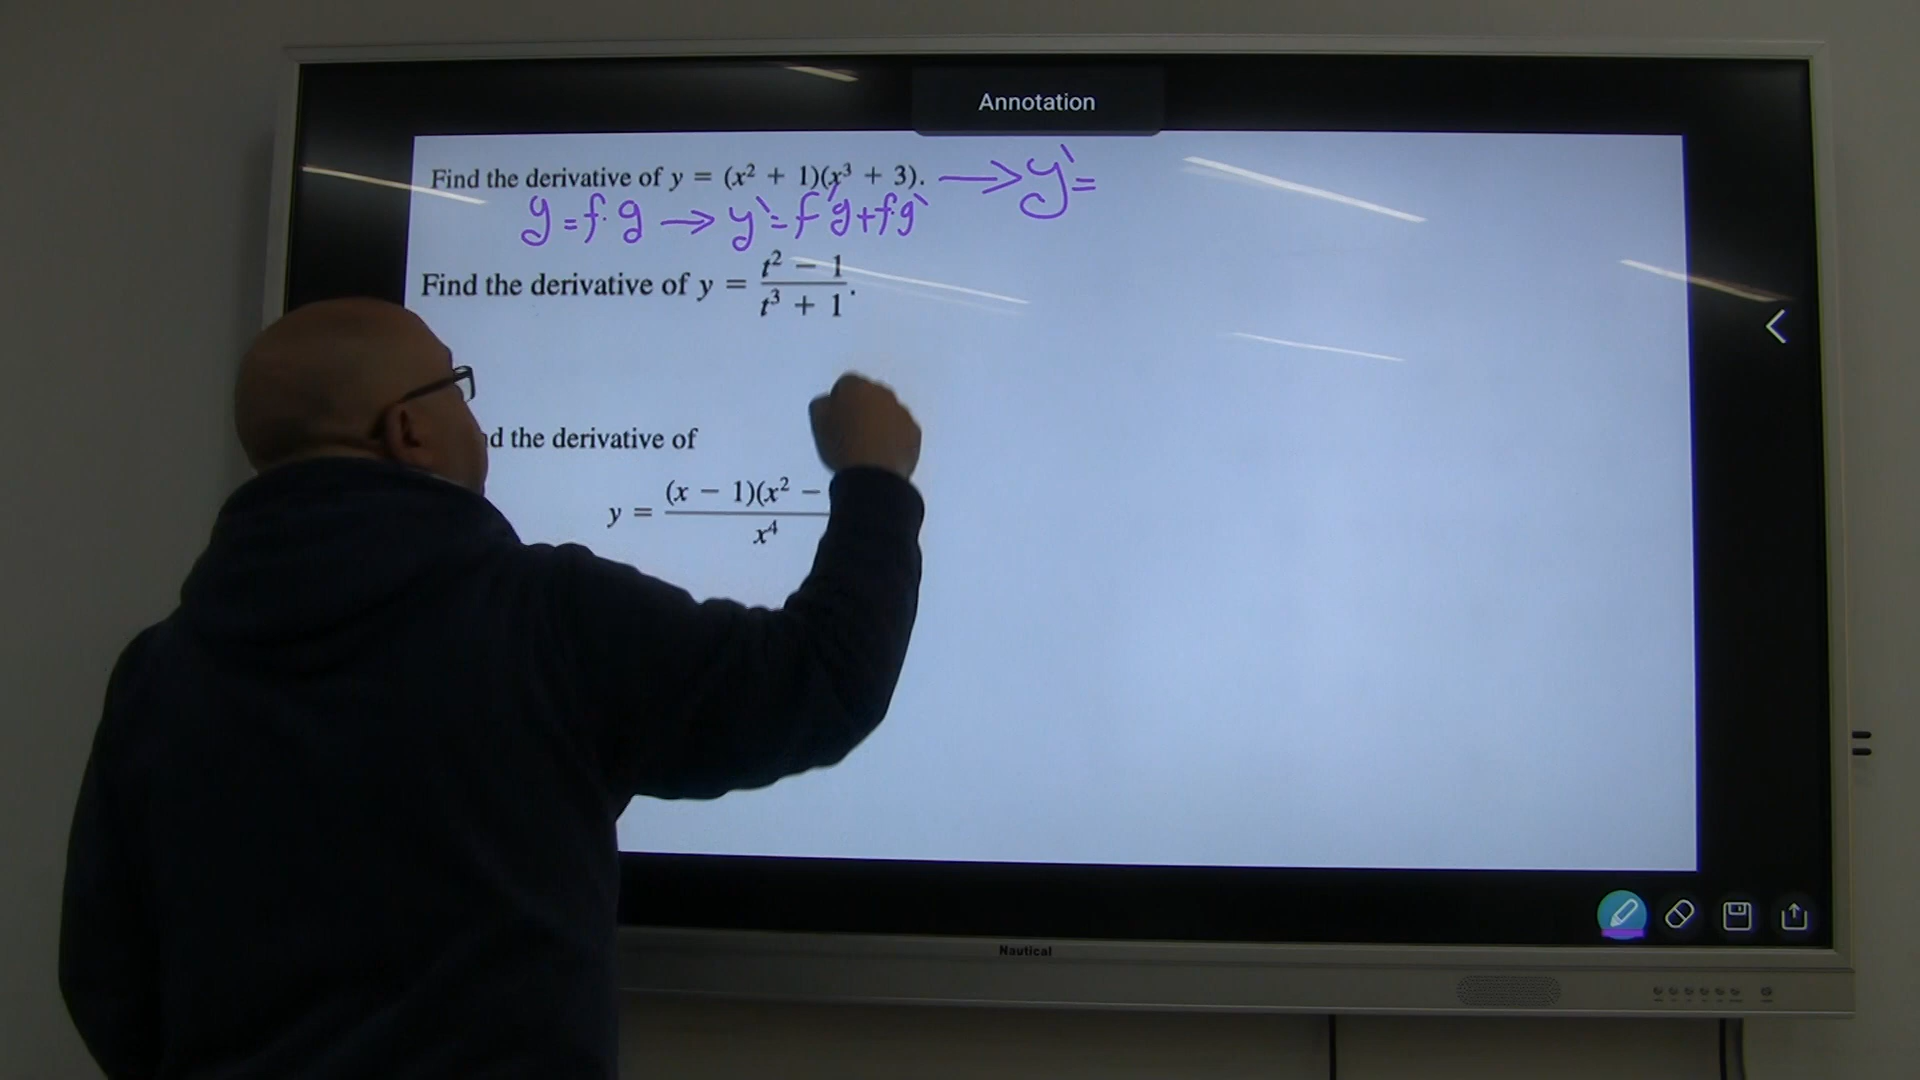 Annotation
Find the derivative of y = (x² + 1)(x³ + 3). → y' =
y = f·g → y' = f'g + f·g'
Find the derivative of y = (t² − 1)/(t³ + 1).
d the derivative of
y = (x − 1)(x² −
x⁴
Nautical